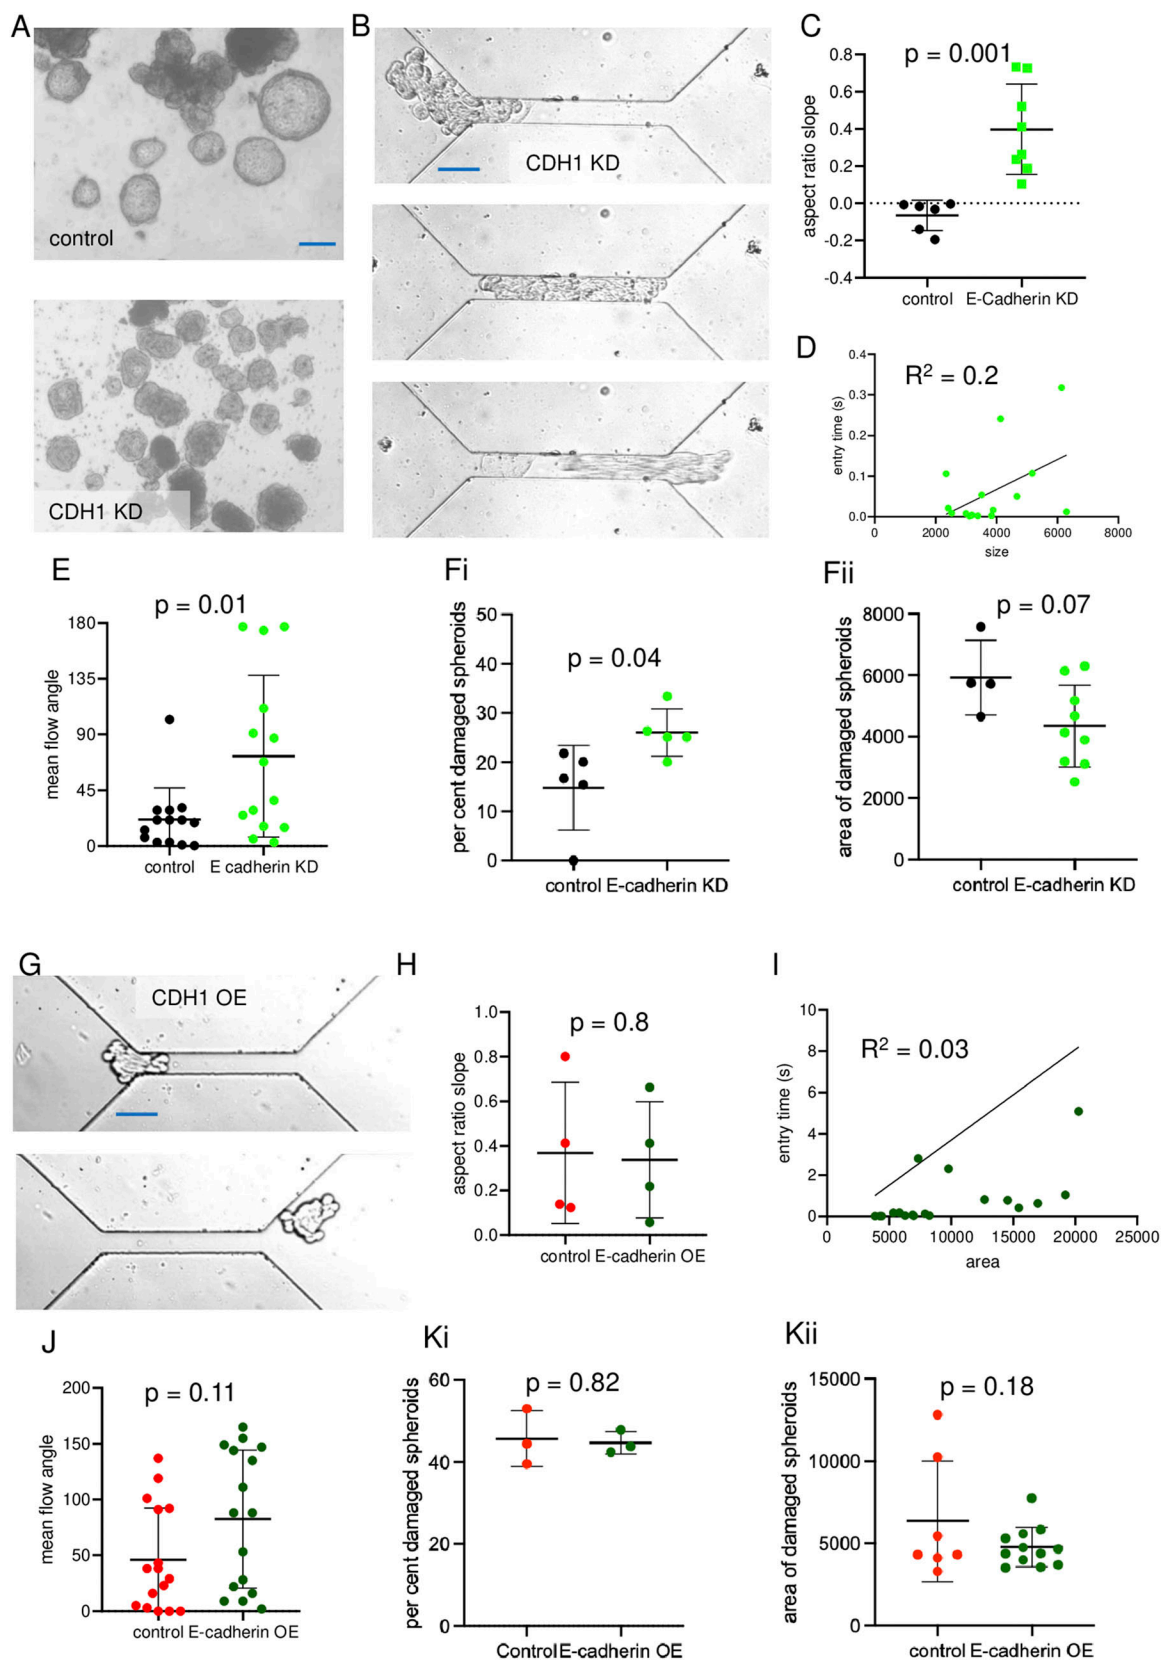 A
control
CDH1 KD
B
CDH1 KD
C
p = 0.001
aspect ratio slope
0.8
0.6
0.4
0.2
0.0
-0.2
-0.4
control E-Cadherin KD
D
R² = 0.2
entry time (s)
0.4
0.3
0.2
0.1
0.0
0 2000 4000 6000 8000
size
E
p = 0.01
mean flow angle
180
135
90
45
0
control E cadherin KD
Fi
p = 0.04
per cent damaged spheroids
50
40
30
20
10
0
control E-cadherin KD
Fii
p = 0.07
area of damaged spheroids
8000
6000
4000
2000
0
control E-cadherin KD
G
CDH1 OE
H
p = 0.8
aspect ratio slope
1.0
0.8
0.6
0.4
0.2
0.0
control E-cadherin OE
I
R² = 0.03
entry time (s)
10
8
6
4
2
0
0 5000 10000 15000 20000 25000
area
J
p = 0.11
mean flow angle
200
150
100
50
0
control E-cadherin OE
Ki
p = 0.82
per cent damaged spheroids
60
40
20
0
Control E-cadherin OE
Kii
p = 0.18
area of damaged spheroids
15000
10000
5000
0
control E-cadherin OE